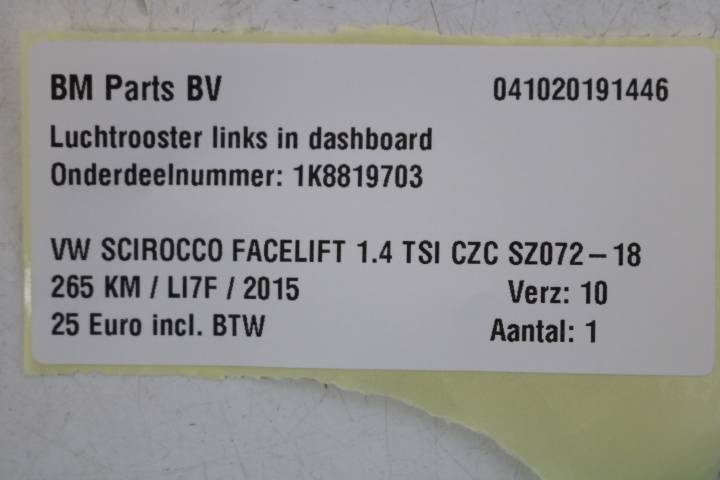 BM Parts BV 041020191446
Luchtrooster links in dashboard
Onderdeelnummer: 1K8819703
VW SCIROCCO FACELIFT 1.4 TSI CZC SZ072-18
265 KM / LI7F / 2015 Verz: 10
25 Euro incl. BTW Aantal: 1